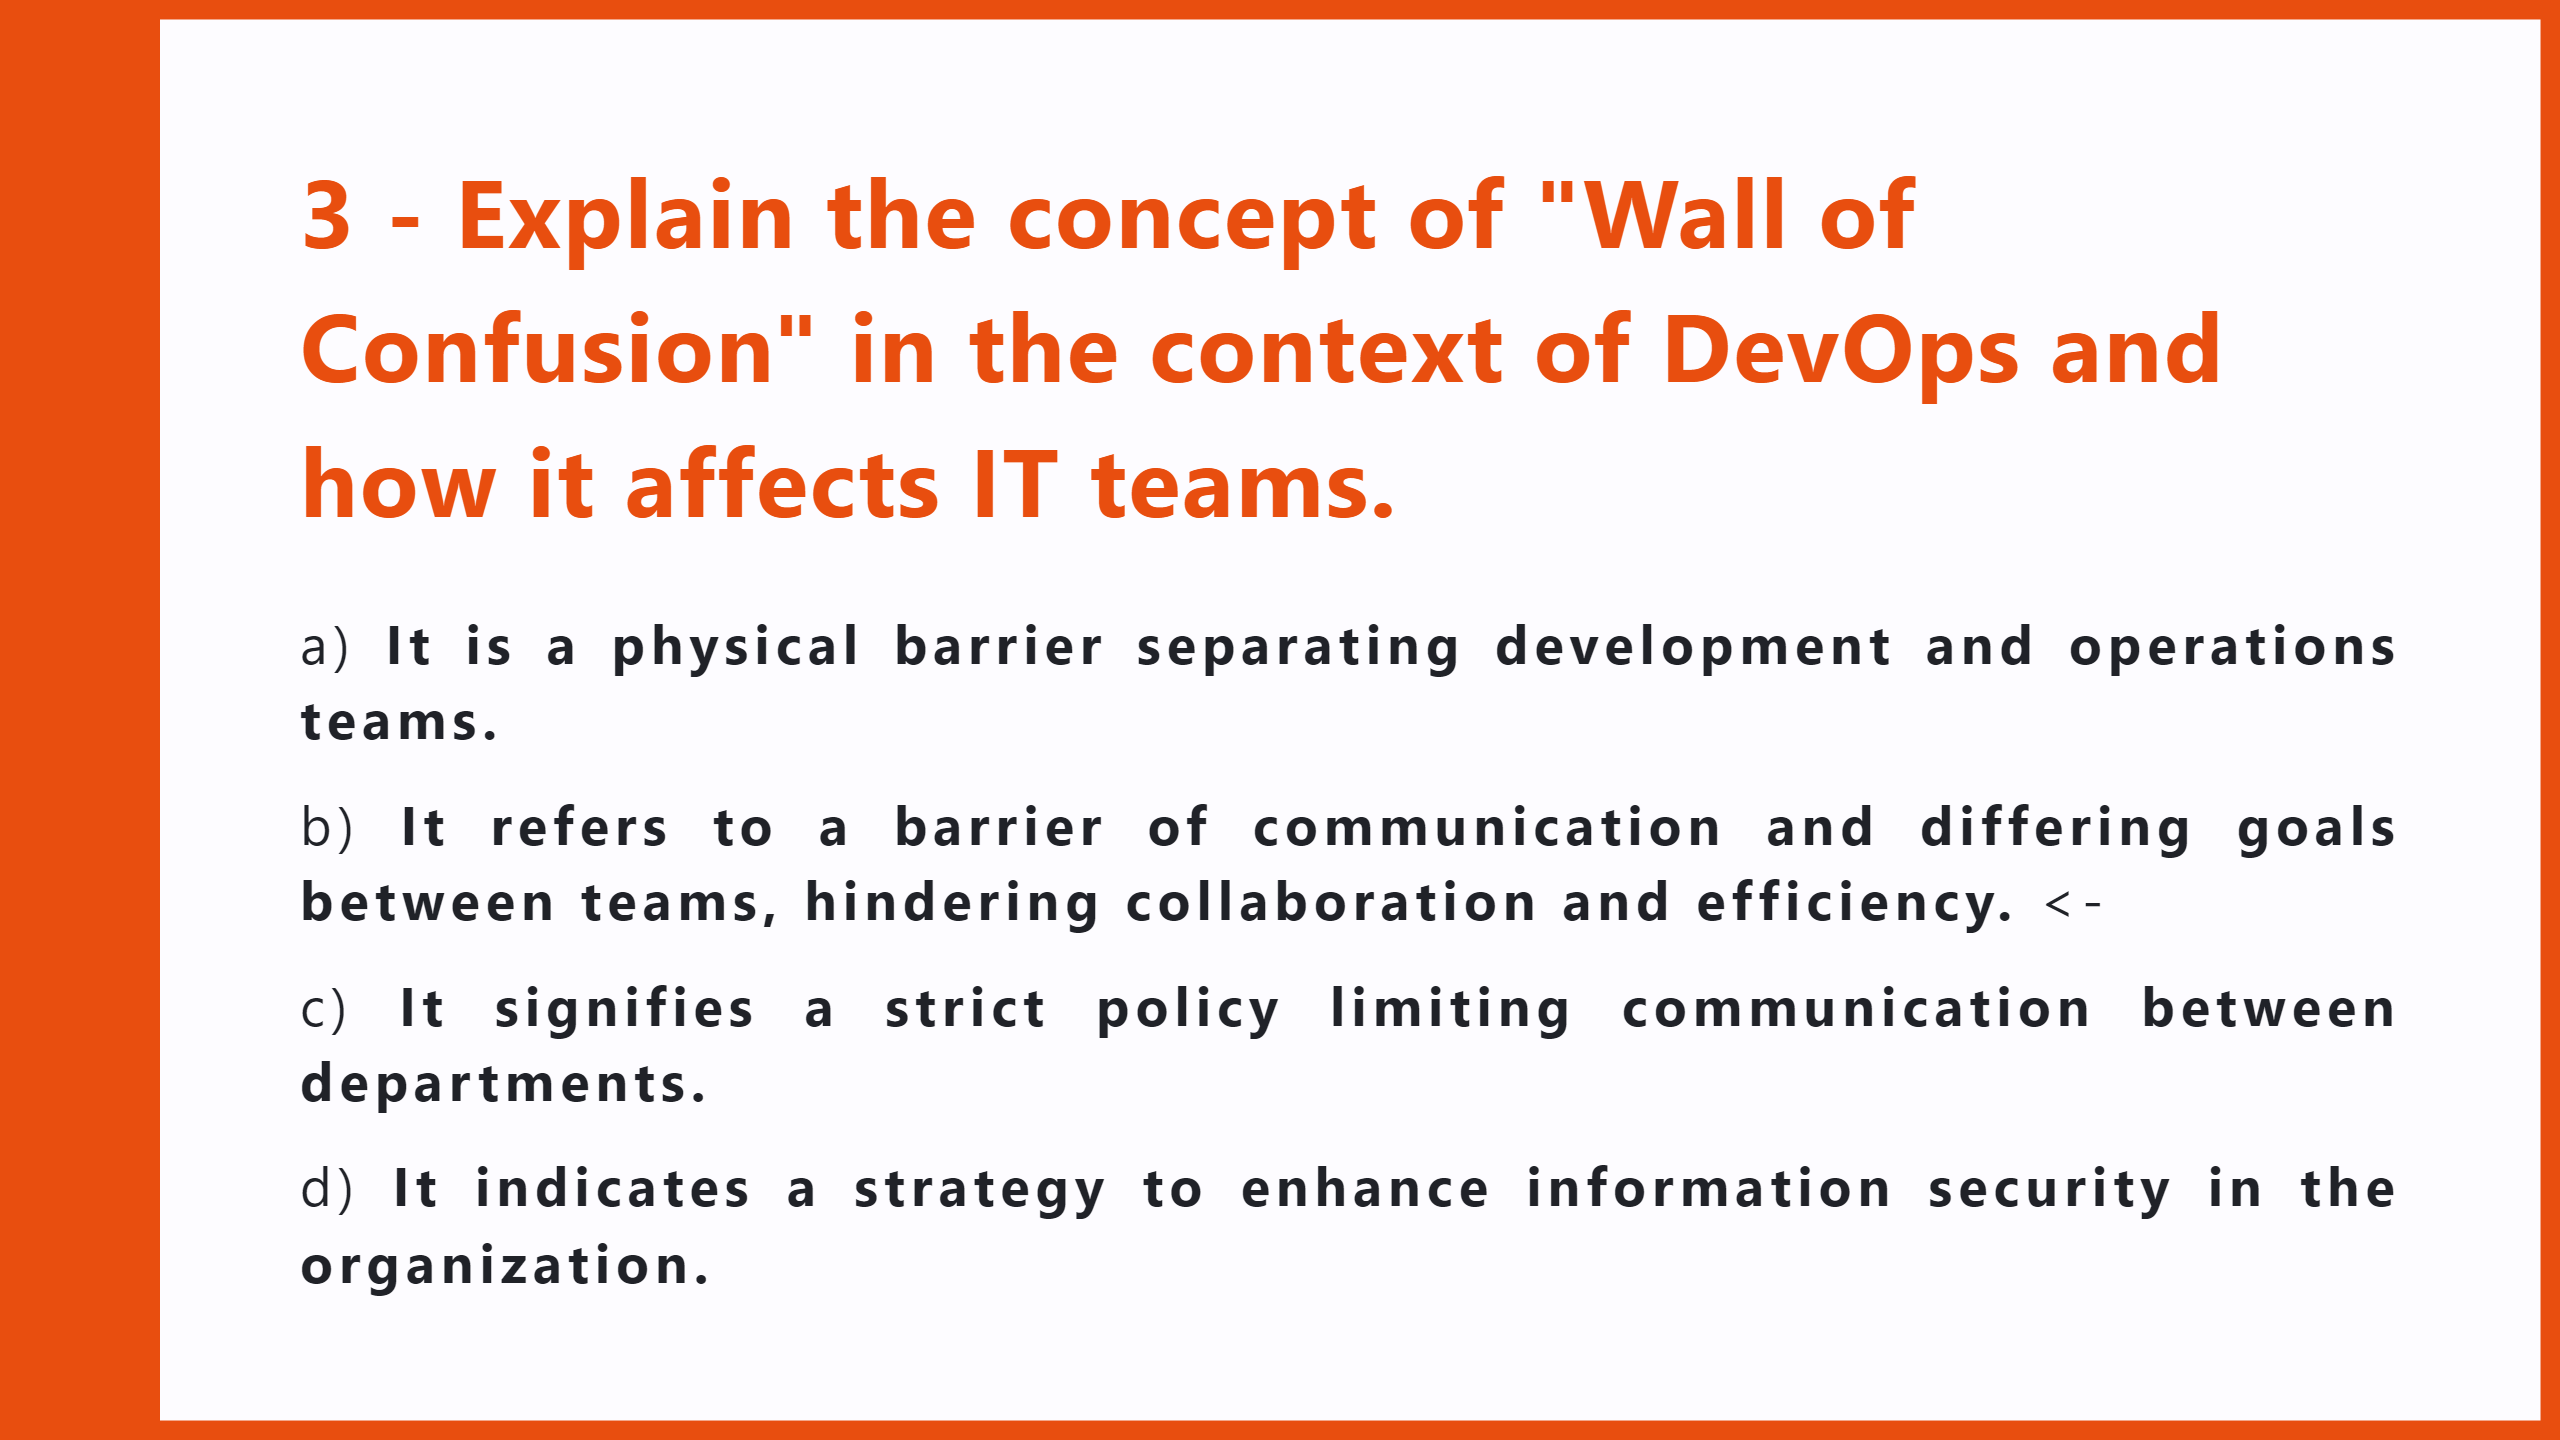 3 - Explain the concept of "Wall of
Confusion" in the context of DevOps and
how it affects IT teams.
a) It is a physical barrier separating development and operations
teams.
b) It refers to a barrier of communication and differing goals
between teams, hindering collaboration and efficiency. <-
c) It signifies a strict policy limiting communication between
departments.
d) It indicates a strategy to enhance information security in the
organization.